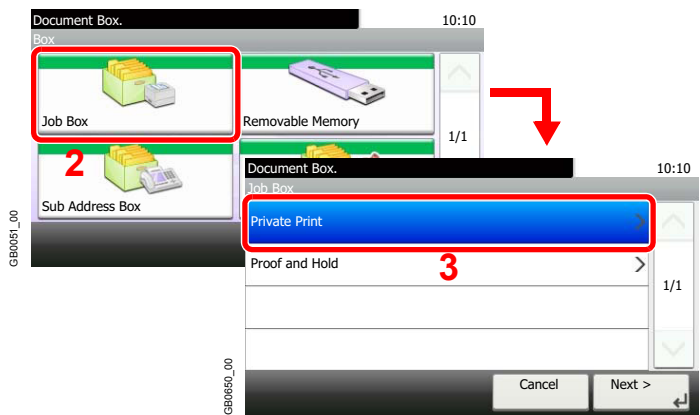 Document Box.
10:10
Box
Job Box
Removable Memory
1/1
2
Sub Address Box
GB0051_00
Document Box.
10:10
Job Box
Private Print
Proof and Hold
3
1/1
Cancel
Next >
GB0650_00